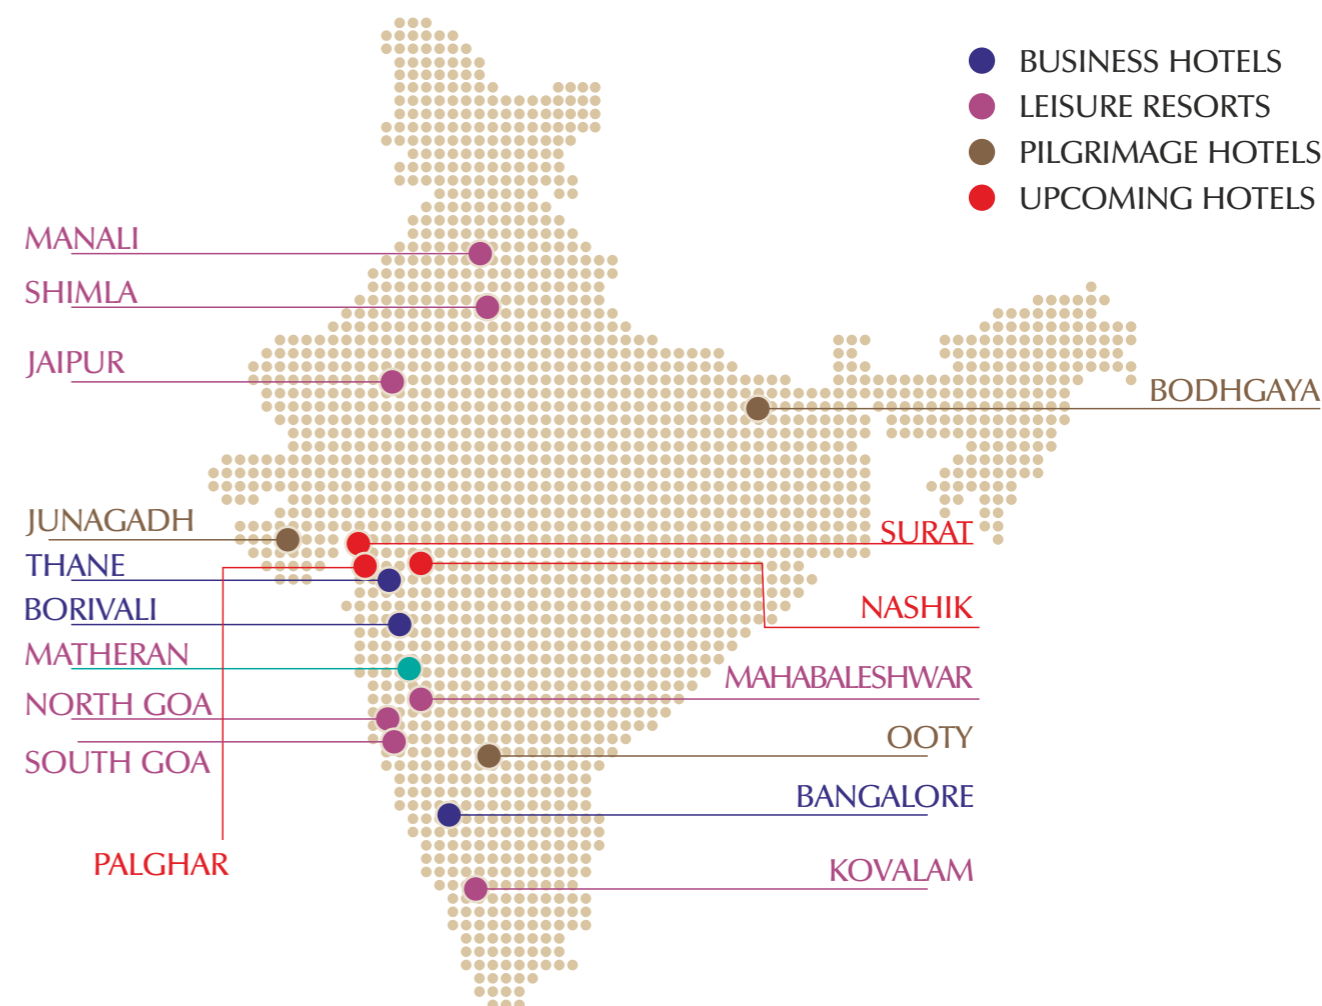 BUSINESS HOTELS
LEISURE RESORTS
PILGRIMAGE HOTELS
UPCOMING HOTELS
MANALI
SHIMLA
JAIPUR
BODHGAYA
JUNAGADH
SURAT
THANE
BORIVALI
NASHIK
MATHERAN
MAHABALESHWAR
NORTH GOA
OOTY
SOUTH GOA
BANGALORE
PALGHAR
KOVALAM